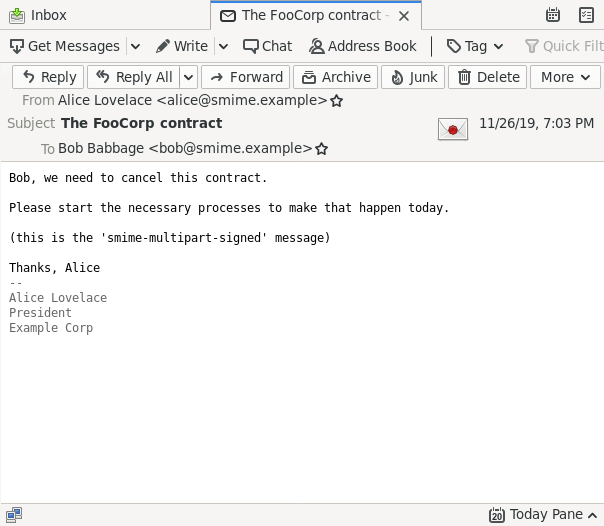 Inbox
The FooCorp contract -
Get Messages
Write
Chat
Address Book
Tag
Quick Filt
Reply
Reply All
Forward
Archive
Junk
Delete
More
From Alice Lovelace <alice@smime.example>
Subject The FooCorp contract
11/26/19, 7:03 PM
To Bob Babbage <bob@smime.example>
Bob, we need to cancel this contract.
Please start the necessary processes to make that happen today.
(this is the 'smime-multipart-signed' message)
Thanks, Alice
--
Alice Lovelace
President
Example Corp
20 Today Pane